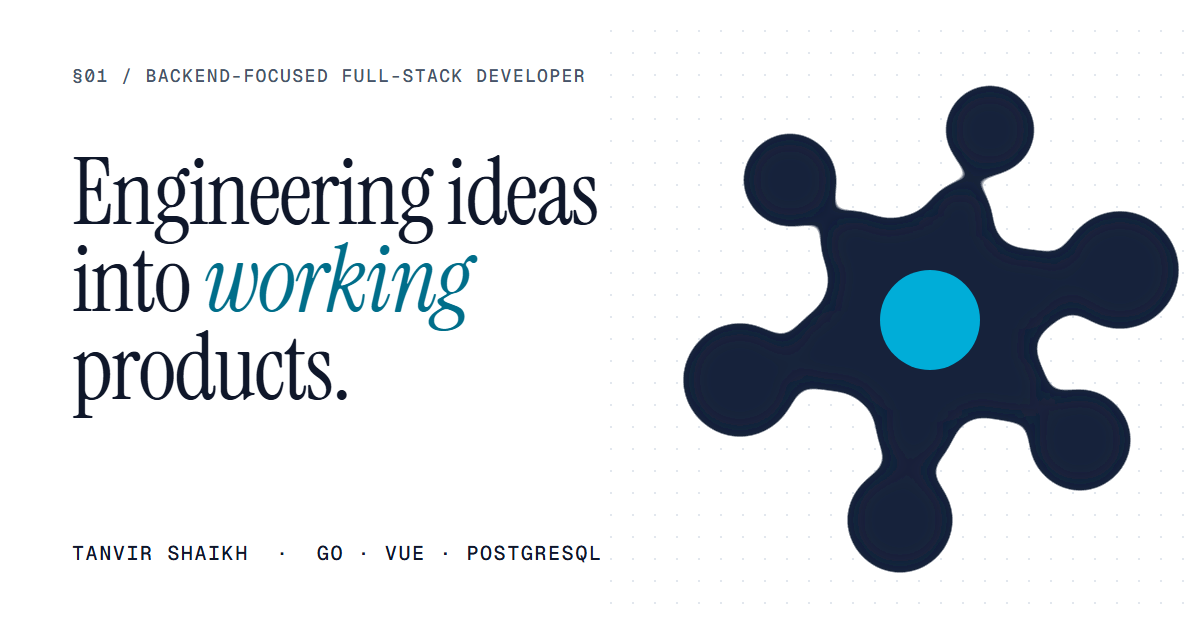 §01 / BACKEND-FOCUSED FULL-STACK DEVELOPER
Engineering ideas
into working
products.
TANVIR SHAIKH · GO · VUE · POSTGRESQL